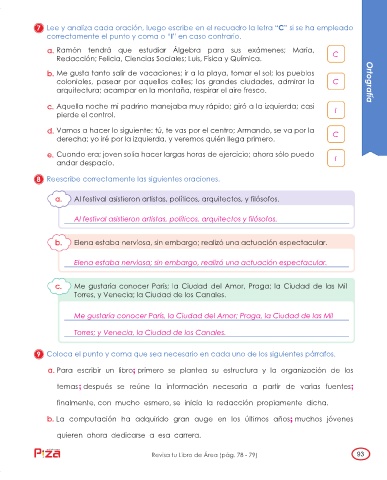 7 Lee y analiza cada oración, luego escribe en el recuadro la letra "C" si se ha empleado
correctamente el punto y coma o "I" en caso contrario.
a. Ramón tendrá que estudiar Álgebra para sus exámenes; María,
Redacción; Felicia, Ciencias Sociales; Luis, Física y Química.
C
b. Me gusta tanto salir de vacaciones; ir a la playa, tomar el sol; los pueblos
coloniales, pasear por aquellas calles; las grandes ciudades, admirar la
arquitectura; acampar en la montaña, respirar el aire fresco.
C
c. Aquella noche mi padrino manejaba muy rápido; giró a la izquierda; casi
pierde el control.
I
d. Vamos a hacer lo siguiente: tú, te vas por el centro; Armando, se va por la
derecha; yo iré por la izquierda, y veremos quién llega primero.
C
e. Cuando era; joven solía hacer largas horas de ejercicio; ahora sólo puedo
andar despacio.
I
Ortografía
8 Reescribe correctamente las siguientes oraciones.
a. Al festival asistieron artistas, políticos, arquitectos, y filósofos.
Al festival asistieron artistas, políticos, arquitectos y filósofos.
b. Elena estaba nerviosa, sin embargo; realizó una actuación espectacular.
Elena estaba nerviosa; sin embargo, realizó una actuación espectacular.
c. Me gustaría conocer París; la Ciudad del Amor, Praga; la Ciudad de las Mil
Torres, y Venecia; la Ciudad de los Canales.
Me gustaría conocer París, la Ciudad del Amor; Praga, la Ciudad de las Mil
Torres; y Venecia, la Ciudad de los Canales.
9 Coloca el punto y coma que sea necesario en cada uno de los siguientes párrafos.
a. Para escribir un libro; primero se plantea su estructura y la organización de los
temas; después se reúne la información necesaria a partir de varias fuentes;
finalmente, con mucho esmero, se inicia la redacción propiamente dicha.
b. La computación ha adquirido gran auge en los últimos años; muchos jóvenes
quieren ahora dedicarse a esa carrera.
Piza
Revisa tu Libro de Área (pág. 78 - 79)
93